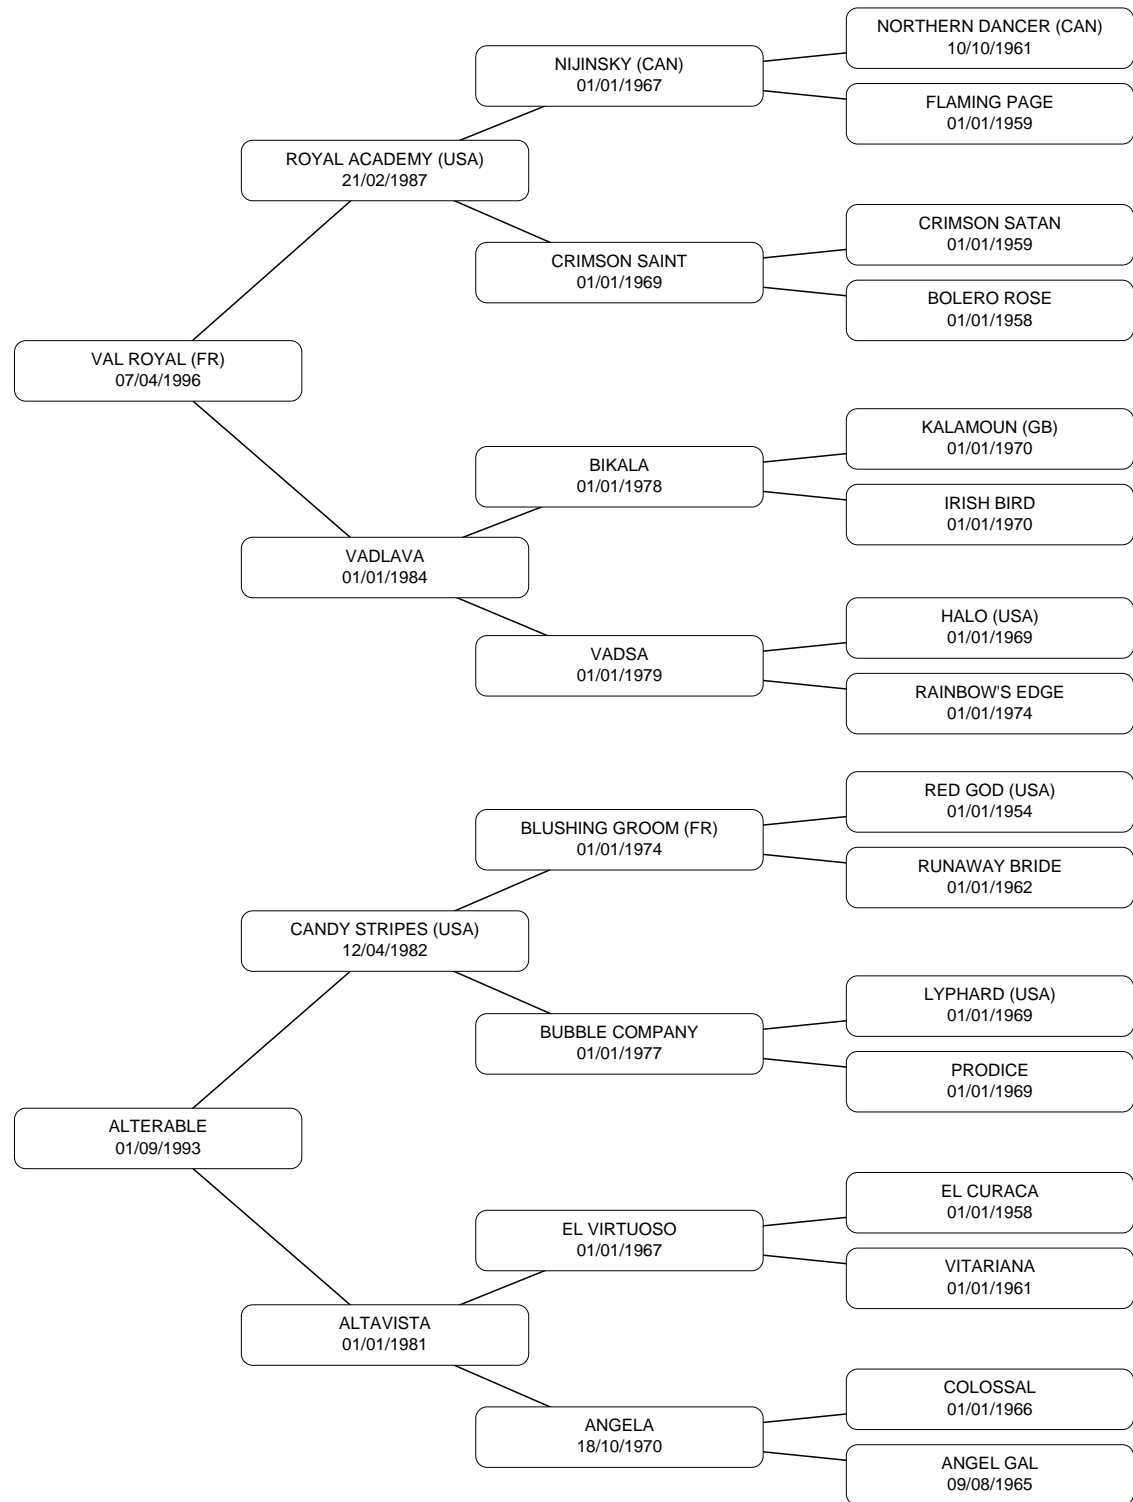 NORTHERN DANCER (CAN)
10/10/1961
NIJINSKY (CAN)
01/01/1967
FLAMING PAGE
01/01/1959
ROYAL ACADEMY (USA)
21/02/1987
CRIMSON SATAN
01/01/1959
CRIMSON SAINT
01/01/1969
BOLERO ROSE
01/01/1958
VAL ROYAL (FR)
07/04/1996
KALAMOUN (GB)
01/01/1970
BIKALA
01/01/1978
IRISH BIRD
01/01/1970
VADLAVA
01/01/1984
HALO (USA)
01/01/1969
VADSA
01/01/1979
RAINBOW'S EDGE
01/01/1974
RED GOD (USA)
01/01/1954
BLUSHING GROOM (FR)
01/01/1974
RUNAWAY BRIDE
01/01/1962
CANDY STRIPES (USA)
12/04/1982
LYPHARD (USA)
01/01/1969
BUBBLE COMPANY
01/01/1977
PRODICE
01/01/1969
ALTERABLE
01/09/1993
EL CURACA
01/01/1958
EL VIRTUOSO
01/01/1967
VITARIANA
01/01/1961
ALTAVISTA
01/01/1981
COLOSSAL
01/01/1966
ANGELA
18/10/1970
ANGEL GAL
09/08/1965